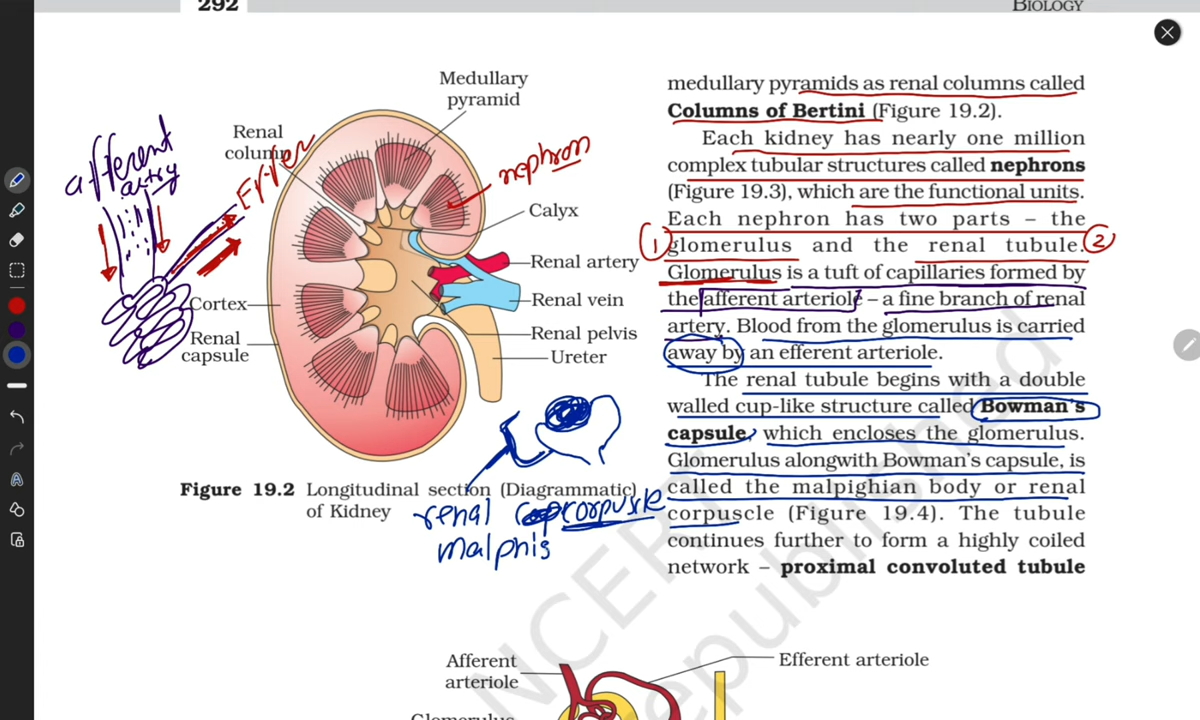 292
BIOLOGY
Medullary
pyramid
Renal
column
afferent
artry
Effer
nephron
Calyx
Renal artery
Renal vein
Renal pelvis
Ureter
Cortex
Renal
capsule
Figure 19.2 Longitudinal section (Diagrammatic)
of Kidney
renal corpuscle
malphis
medullary pyramids as renal columns called
Columns of Bertini (Figure 19.2).
Each kidney has nearly one million
complex tubular structures called nephrons
(Figure 19.3), which are the functional units.
Each nephron has two parts – the
1 glomerulus and the renal tubule. 2
Glomerulus is a tuft of capillaries formed by
the afferent arteriole – a fine branch of renal
artery. Blood from the glomerulus is carried
away by an efferent arteriole.
The renal tubule begins with a double
walled cup-like structure called Bowman's
capsule, which encloses the glomerulus.
Glomerulus alongwith Bowman's capsule, is
called the malpighian body or renal
corpuscle (Figure 19.4). The tubule
continues further to form a highly coiled
network – proximal convoluted tubule
Afferent
arteriole
Efferent arteriole
Glomerulus
NCERT
republished